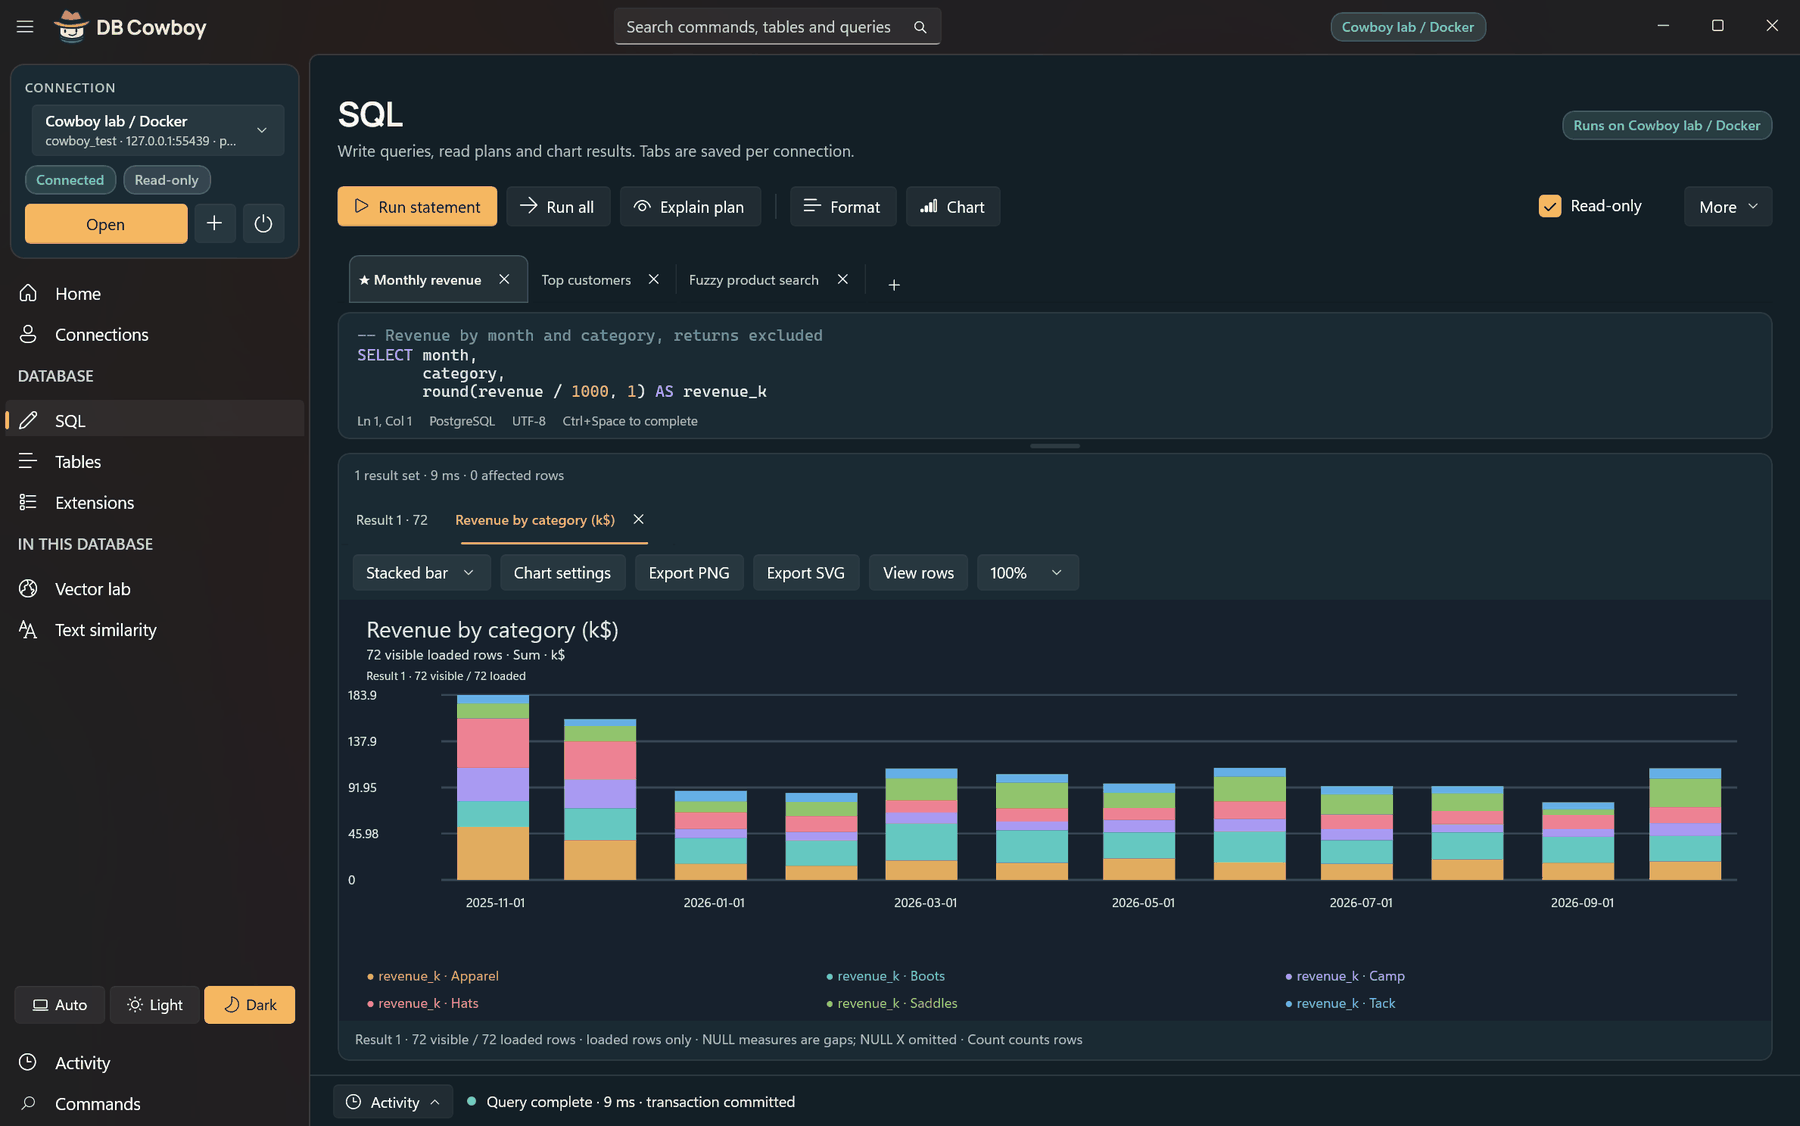 DB Cowboy
Search commands, tables and queries
Cowboy lab / Docker
CONNECTION
Cowboy lab / Docker
cowboy_test · 127.0.0.1:55439 · p...
Connected
Read-only
Open
Home
Connections
DATABASE
SQL
Tables
Extensions
IN THIS DATABASE
Vector lab
Text similarity
Auto
Light
Dark
Activity
Commands
SQL
Write queries, read plans and chart results. Tabs are saved per connection.
Runs on Cowboy lab / Docker
Run statement
Run all
Explain plan
Format
Chart
Read-only
More
★ Monthly revenue
Top customers
Fuzzy product search
-- Revenue by month and category, returns excluded
SELECT month,
category,
round(revenue / 1000, 1) AS revenue_k
Ln 1, Col 1
PostgreSQL
UTF-8
Ctrl+Space to complete
1 result set · 9 ms · 0 affected rows
Result 1 · 72
Revenue by category (k$)
Stacked bar
Chart settings
Export PNG
Export SVG
View rows
100%
Revenue by category (k$)
72 visible loaded rows · Sum · k$
Result 1 · 72 visible / 72 loaded
183.9
137.9
91.95
45.98
0
2025-11-01
2026-01-01
2026-03-01
2026-05-01
2026-07-01
2026-09-01
revenue_k · Apparel
revenue_k · Boots
revenue_k · Camp
revenue_k · Hats
revenue_k · Saddles
revenue_k · Tack
Result 1 · 72 visible / 72 loaded rows · loaded rows only · NULL measures are gaps; NULL X omitted · Count counts rows
Activity
Query complete · 9 ms · transaction committed